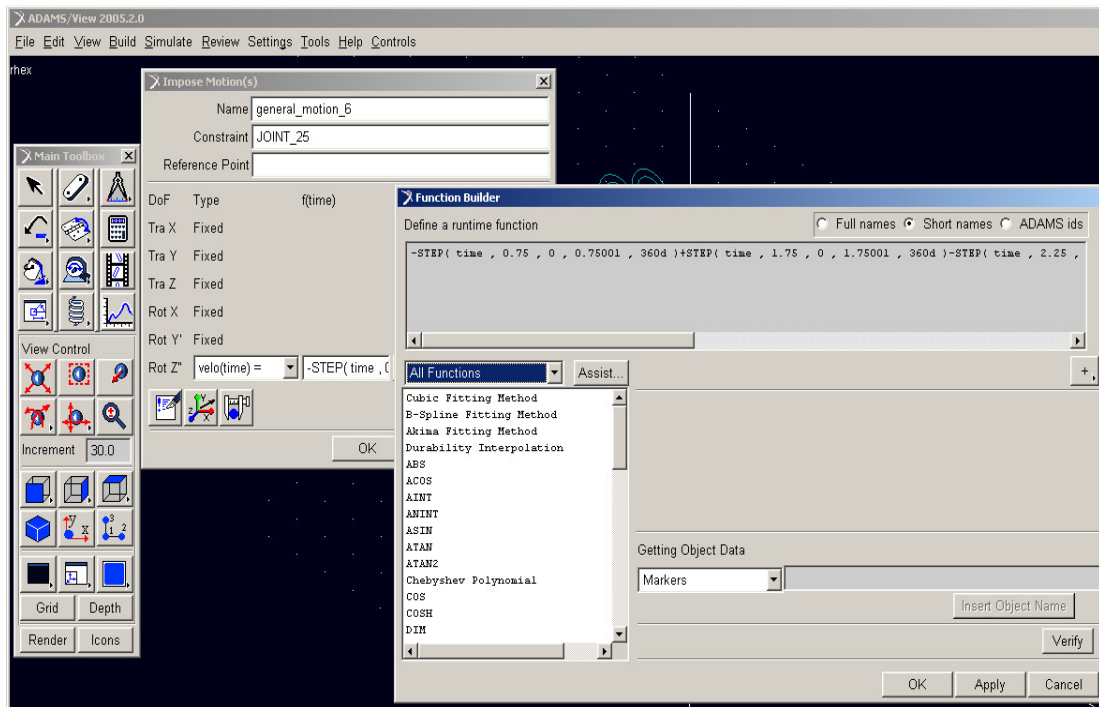 ADAMS/View 2005.2.0
File Edit View Build Simulate Review Settings Tools Help Controls
rhex
Impose Motion(s)
Name general_motion_6
Constraint JOINT_25
Reference Point
DoF Type f(time)
Tra X Fixed
Tra Y Fixed
Tra Z Fixed
Rot X Fixed
Rot Y' Fixed
Rot Z" velo(time) = -STEP( time , 0
OK
Main Toolbox
View Control
Increment 30.0
Grid Depth
Render Icons
Function Builder
Define a runtime function
Full names Short names ADAMS ids
-STEP( time , 0.75 , 0 , 0.75001 , 360d )+STEP( time , 1.75 , 0 , 1.75001 , 360d )-STEP( time , 2.25 ,
All Functions Assist...
+
Cubic Fitting Method
B-Spline Fitting Method
Akima Fitting Method
Durability Interpolation
ABS
ACOS
AINT
ANINT
ASIN
ATAN
ATAN2
Chebyshev Polynomial
COS
COSH
DIM
Getting Object Data
Markers
Insert Object Name
Verify
OK Apply Cancel